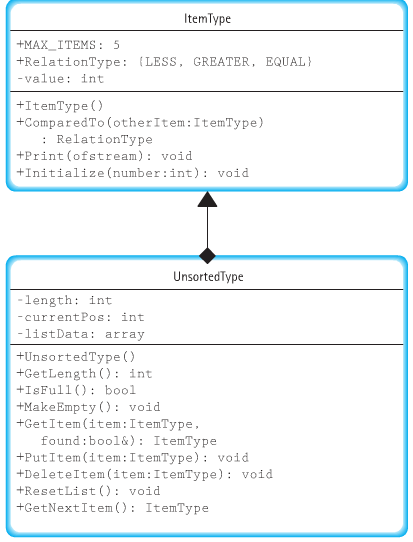 ItemType
+MAX_ITEMS: 5
+RelationType: {LESS, GREATER, EQUAL}
-value: int
+ItemType()
+ComparedTo(otherItem:ItemType)
: RelationType
+Print(ofstream): void
+Initialize(number:int): void
UnsortedType
-length: int
-currentPos: int
-listData: array
+UnsortedType()
+GetLength(): int
+IsFull(): bool
+MakeEmpty(): void
+GetItem(item:ItemType,
found:bool&): ItemType
+PutItem(item:ItemType): void
+DeleteItem(item:ItemType): void
+ResetList(): void
+GetNextItem(): ItemType